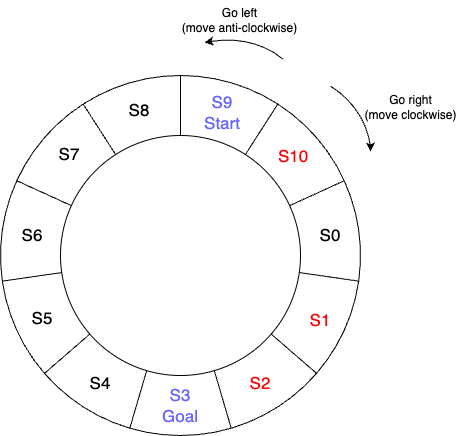 Go left
(move anti-clockwise)
Go right
(move clockwise)
S9
Start
S10
S0
S1
S2
S3
Goal
S4
S5
S6
S7
S8